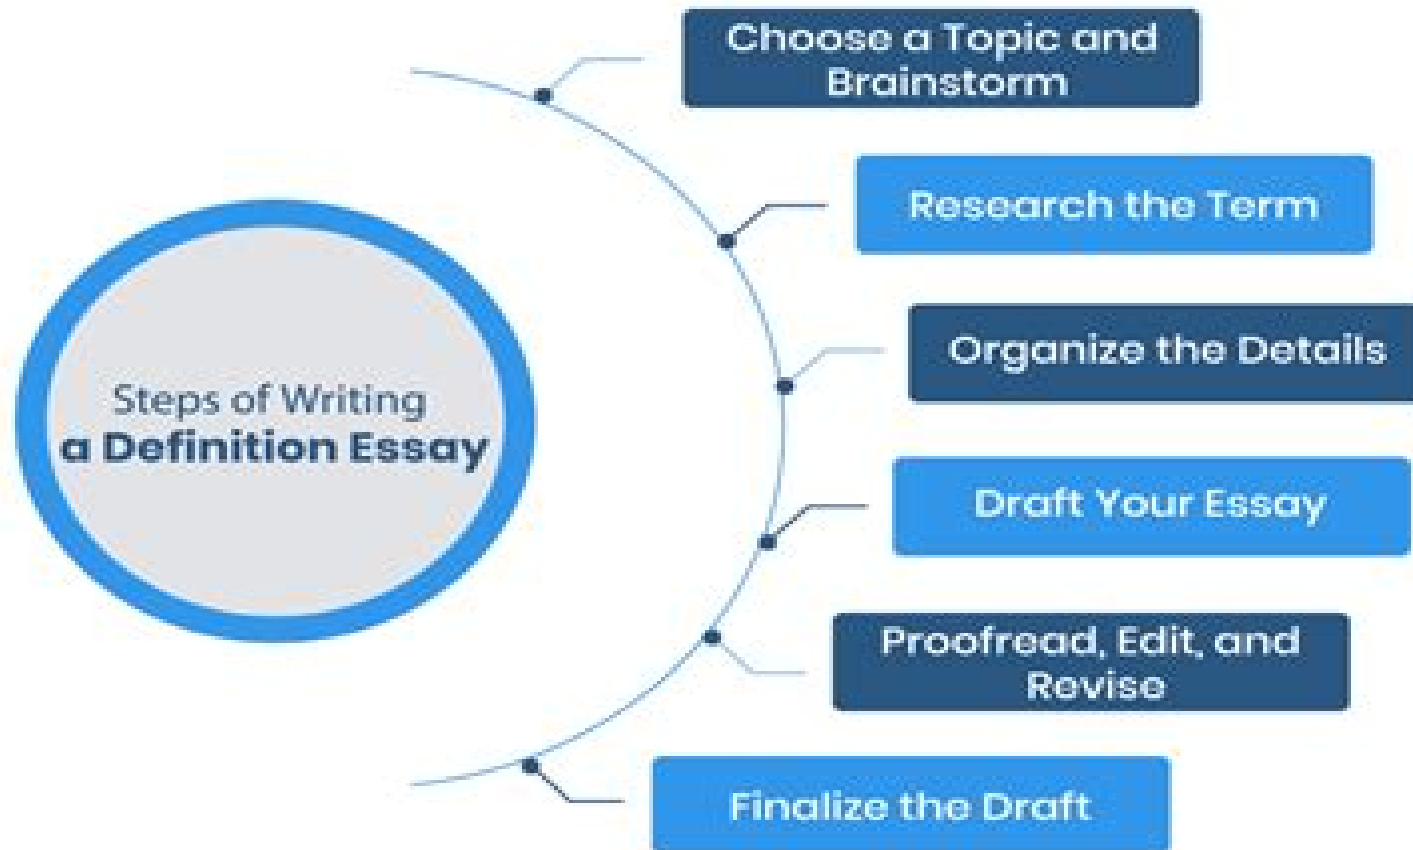 Steps of Writing
a Definition Essay
Choose a Topic and
Brainstorm
Research the Term
Organize the Details
Draft Your Essay
Proofread, Edit, and
Revise
Finalize the Draft